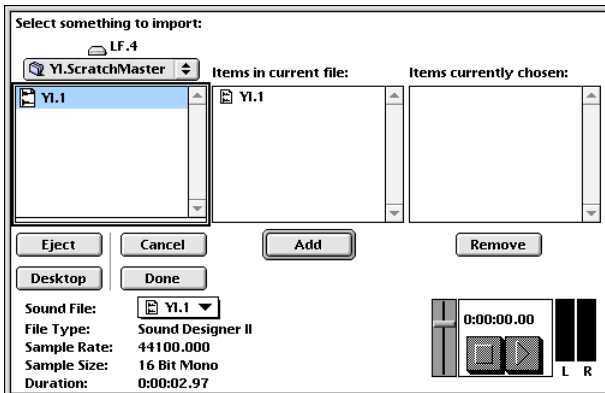 Select something to import:
LF.4
YI.ScratchMaster
Items in current file:
Items currently chosen:
YI.1
YI.1
Eject
Cancel
Add
Remove
Desktop
Done
Sound File: YI.1
File Type: Sound Designer II
Sample Rate: 44100.000
Sample Size: 16 Bit Mono
Duration: 0:00:02.97
0:00:00.00
L R